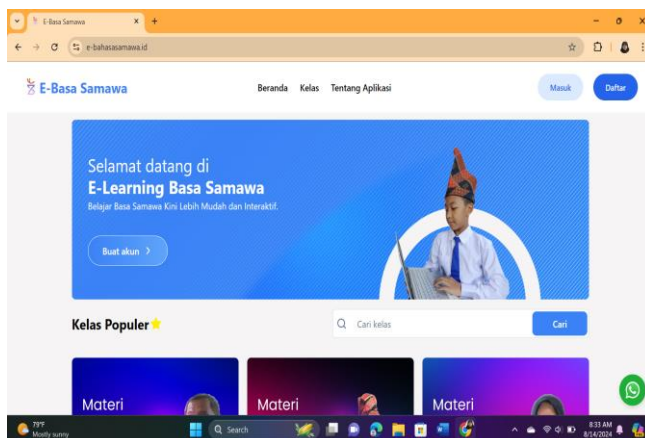 E-Basa Samawa
e-bahasasamawa.id
E-Basa Samawa
Beranda Kelas Tentang Aplikasi
Masuk
Daftar
Selamat datang di
E-Learning Basa Samawa
Belajar Basa Samawa Kini Lebih Mudah dan Interaktif.
Buat akun
Kelas Populer
Cari kelas
Cari
Materi
Materi
Materi
79°F
Mostly sunny
Search
8:33 AM
8/14/2024